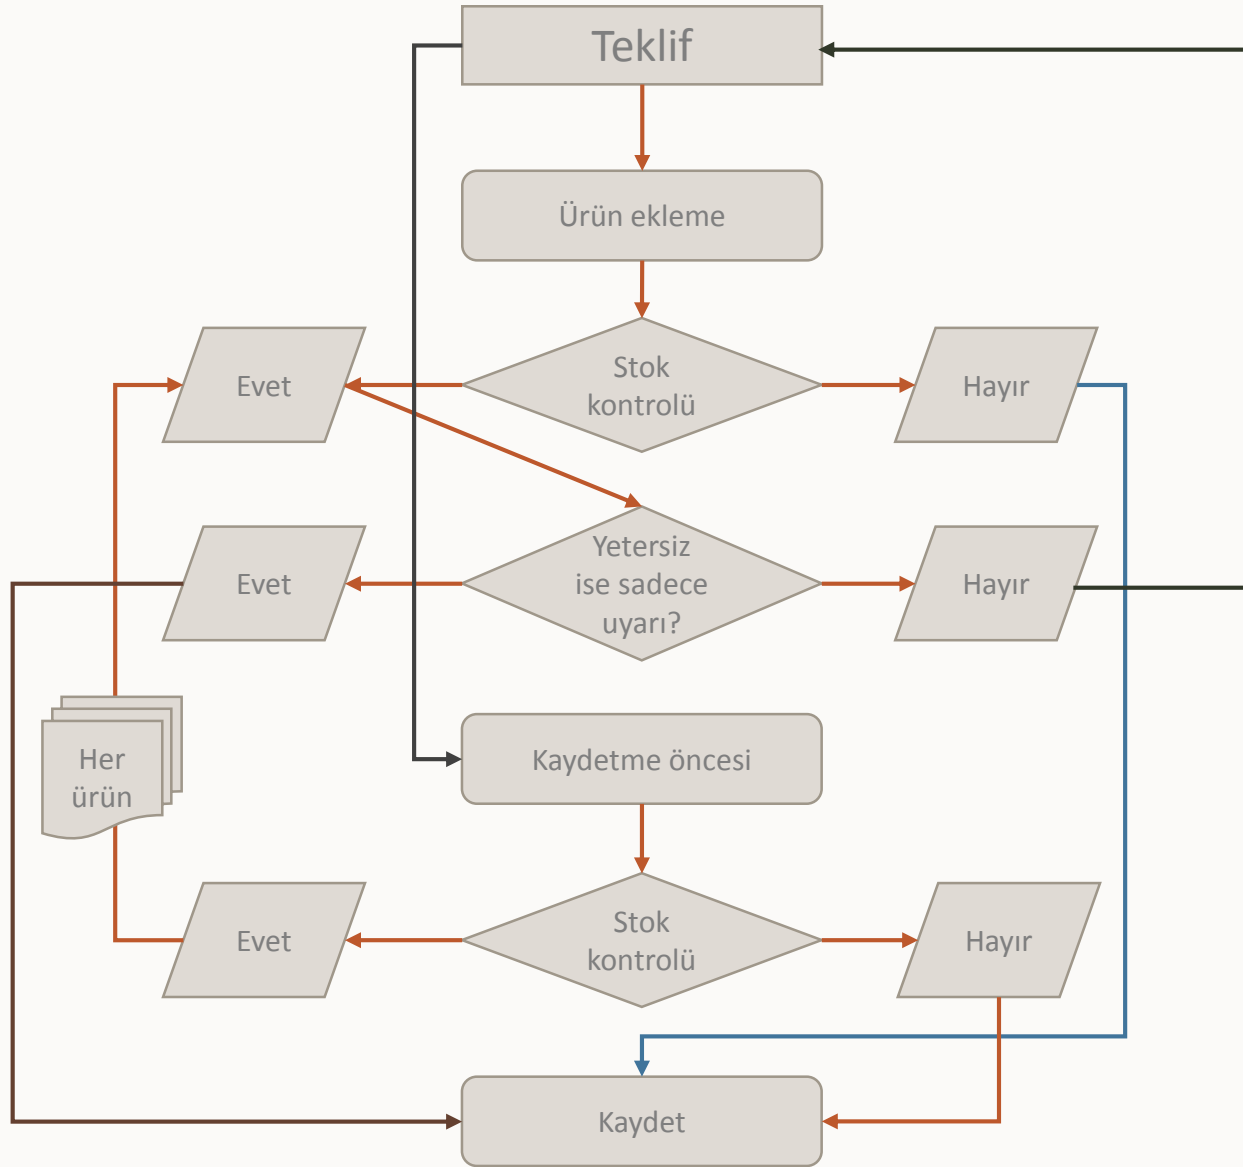 Teklif
Ürün ekleme
Evet
Stok
kontrolü
Hayır
Evet
Yetersiz
ise sadece
uyarı?
Hayır
Her
ürün
Kaydetme öncesi
Evet
Stok
kontrolü
Hayır
Kaydet